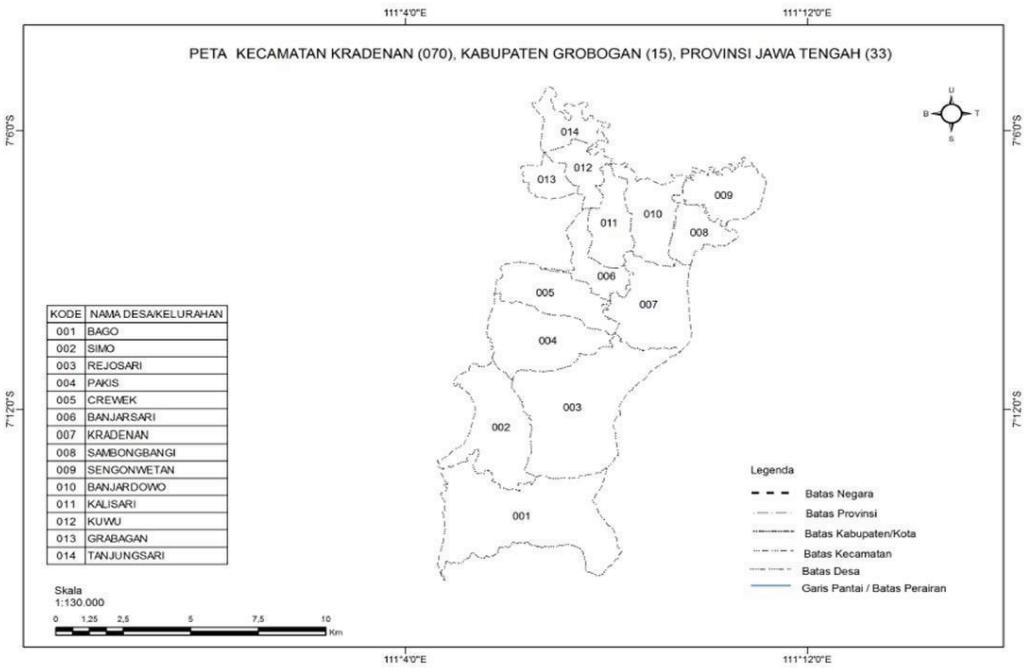 111°4'0"E 111°12'0"E
PETA KECAMATAN KRADENAN (070), KABUPATEN GROBOGAN (15), PROVINSI JAWA TENGAH (33)
U
B T
S
7°6'0"S 7°6'0"S
014
012
013
009
010
011
008
006
005
007
004
003
002
001
KODE NAMA DESA/KELURAHAN
001 BAGO
002 SIMO
003 REJOSARI
004 PAKIS
005 CREWEK
006 BANJARSARI
007 KRADENAN
008 SAMBONGBANGI
009 SENGONWETAN
010 BANJARDOWO
011 KALISARI
012 KUWU
013 GRABAGAN
014 TANJUNGSARI
7°12'0"S 7°12'0"S
Legenda
Batas Negara
Batas Provinsi
Batas Kabupaten/Kota
Batas Kecamatan
Batas Desa
Garis Pantai / Batas Perairan
Skala
1:130.000
0 1,25 2,5 5 7,5 10
Km
111°4'0"E 111°12'0"E